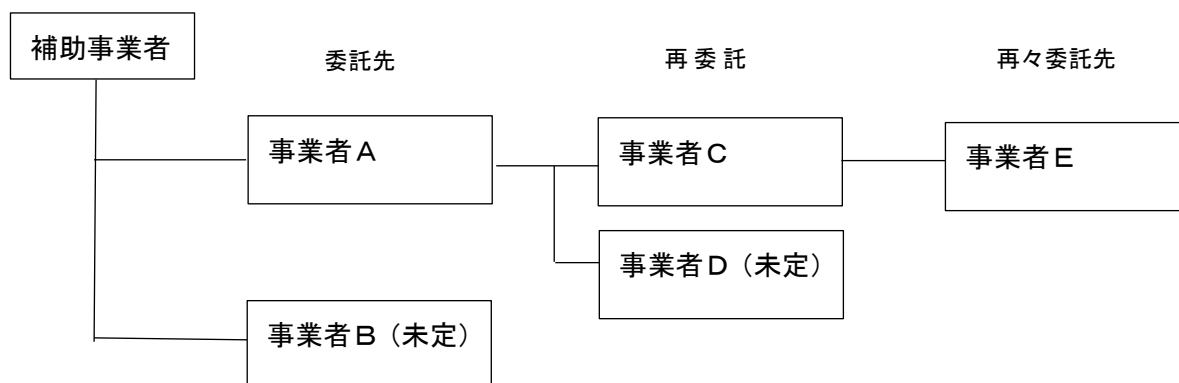 補助事業者
委託先
再委託
再々委託先
事業者A
事業者C
事業者E
事業者D（未定）
事業者B（未定）